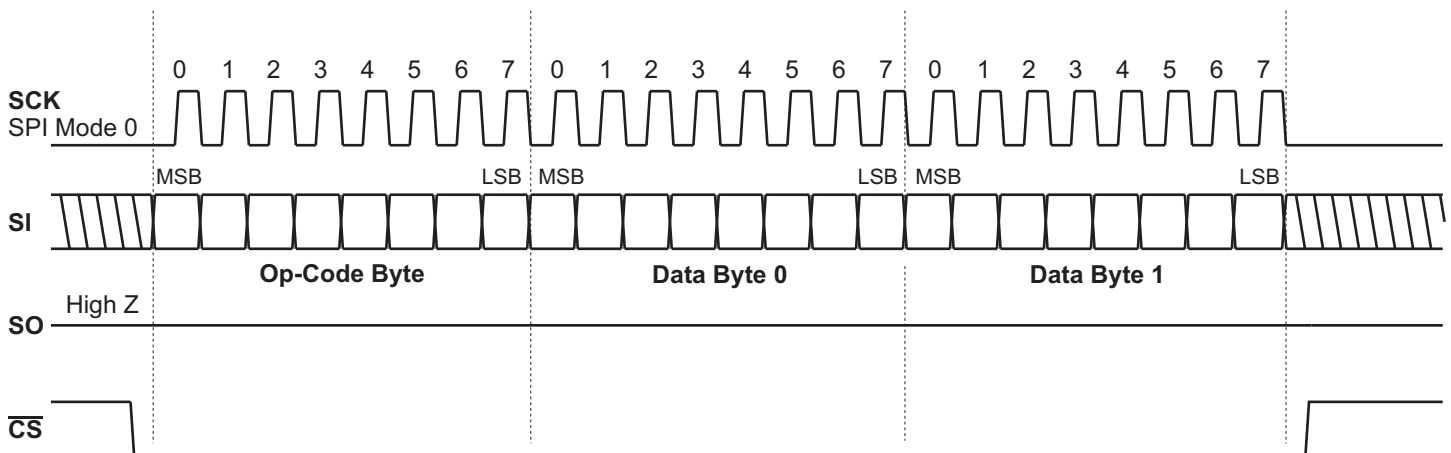 0 1 2 3 4 5 6 7 0 1 2 3 4 5 6 7 0 1 2 3 4 5 6 7
SCK
SPI Mode 0
MSB LSB MSB LSB MSB LSB
SI
Op-Code Byte Data Byte 0 Data Byte 1
High Z
SO
CS